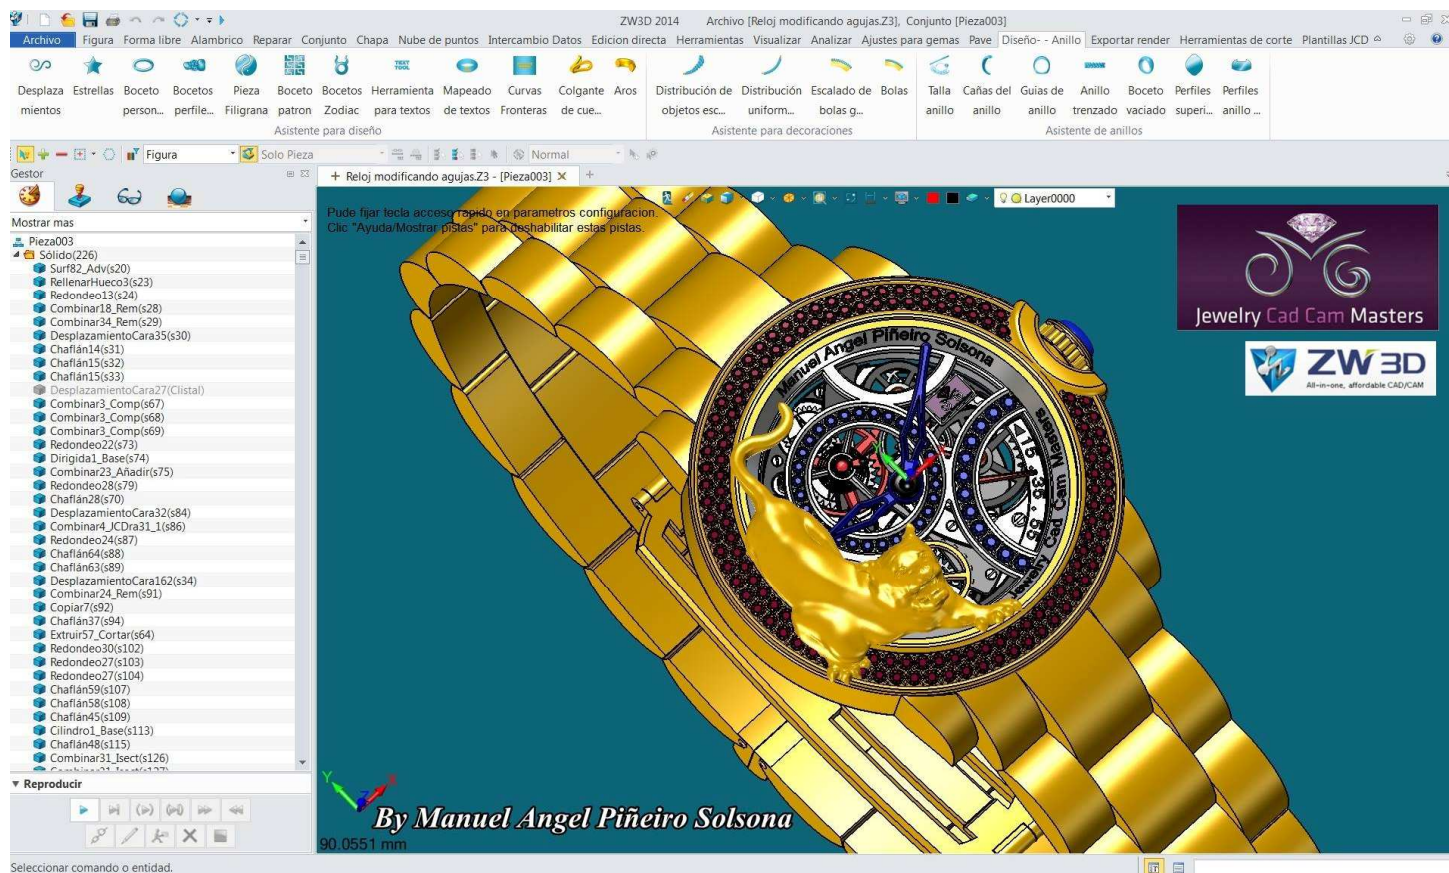 ZW3D 2014 Archivo [Reloj modificando agujas.Z3], Conjunto [Pieza003]
Archivo Figura Forma libre Alambrico Reparar Conjunto Chapa Nube de puntos Intercambio Datos Edicion directa Herramientas Visualizar Analizar Ajustes para gemas Pave Diseño- - Anillo Exportar render Herramientas de corte Plantillas JCD
TEXT TOOL
Desplaza Estrellas Boceto Bocetos Pieza Boceto Bocetos Herramienta Mapeado Curvas Colgante Aros Distribución de Distribución Escalado de Bolas Talla Cañas del Guías de Anillo Boceto Perfiles Perfiles
mientos person... perfile... Filigrana patron Zodiac para textos de textos Fronteras de cue... objetos esc... uniform... bolas g... anillo anillo anillo trenzado vaciado superi... anillo ...
Asistente para diseño Asistente para decoraciones Asistente de anillos
Figura Solo Pieza Normal
Gestor
+ Reloj modificando agujas.Z3 - [Pieza003]
Layer0000
Mostrar mas
Pude fijar tecla acceso rapido en parametros configuracion.
Clic "Ayuda/Mostrar pistas" para deshabilitar estas pistas.
Pieza003
Sólido(226)
Surf82_Adv(s20)
RellenarHueco3(s23)
Redondeo13(s24)
Combinar18_Rem(s28)
Combinar34_Rem(s29)
DesplazamientoCara35(s30)
Chaflán14(s31)
Chaflán15(s32)
Chaflán15(s33)
DesplazamientoCara27(Clistal)
Combinar3_Comp(s67)
Combinar3_Comp(s68)
Combinar3_Comp(s69)
Redondeo22(s73)
Dirigida1_Base(s74)
Combinar23_Añadir(s75)
Redondeo28(s79)
Chaflán28(s70)
DesplazamientoCara32(s84)
Combinar4_JCDra31_1(s86)
Redondeo24(s87)
Chaflán64(s88)
Chaflán63(s89)
DesplazamientoCara162(s34)
Combinar24_Rem(s91)
Copiar7(s92)
Chaflán37(s94)
Extruir57_Cortar(s64)
Redondeo30(s102)
Redondeo27(s103)
Redondeo27(s104)
Chaflán59(s107)
Chaflán58(s108)
Chaflán45(s109)
Cilindro1_Base(s113)
Chaflán48(s115)
Combinar31_Isect(s126)
Jewelry Cad Cam Masters
ZW3D
All-in-one, affordable CAD/CAM
Manuel Angel Piñeiro Solsona
15 . 35 . 55
Jewelry Cad Cam Masters
Reproducir
Y X Z
By Manuel Angel Piñeiro Solsona
90.0551 mm
Seleccionar comando o entidad.